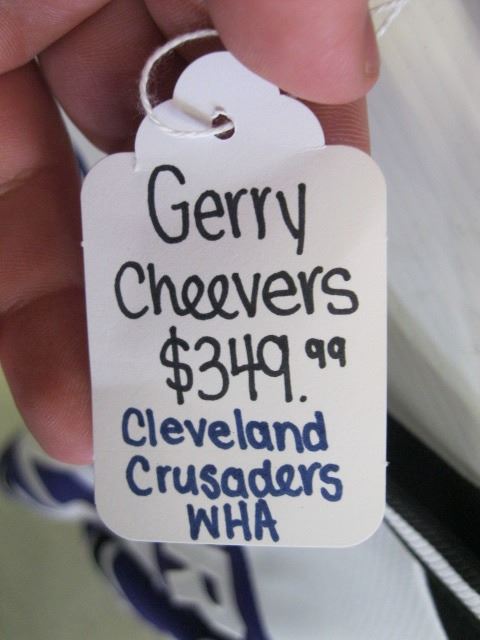 Gerry
Cheevers
$349.99
Cleveland
Crusaders
WHA